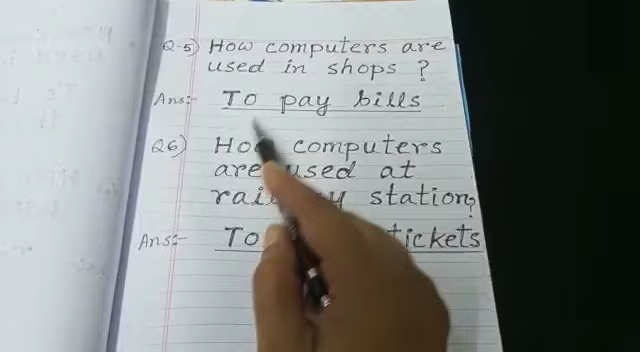 Q-5) How computers are
used in shops ?
Ans:- To pay bills
Q6) How computers
are used at
railway station?
Ans:- To tickets